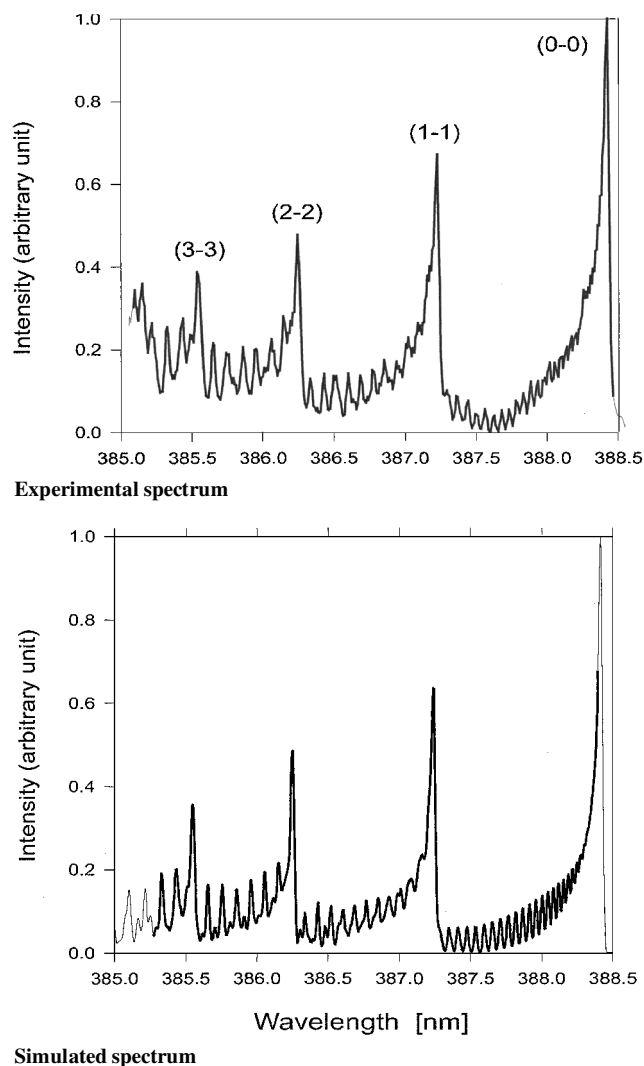 1.0
(0-0)
0.8
(1-1)
0.6
(2-2)
(3-3)
0.4
0.2
0.0
Intensity (arbitrary unit)
385.0 385.5 386.0 386.5 387.0 387.5 388.0 388.5
Experimental spectrum
1.0
0.8
0.6
0.4
0.2
0.0
Intensity (arbitrary unit)
385.0 385.5 386.0 386.5 387.0 387.5 388.0 388.5
Wavelength [nm]
Simulated spectrum